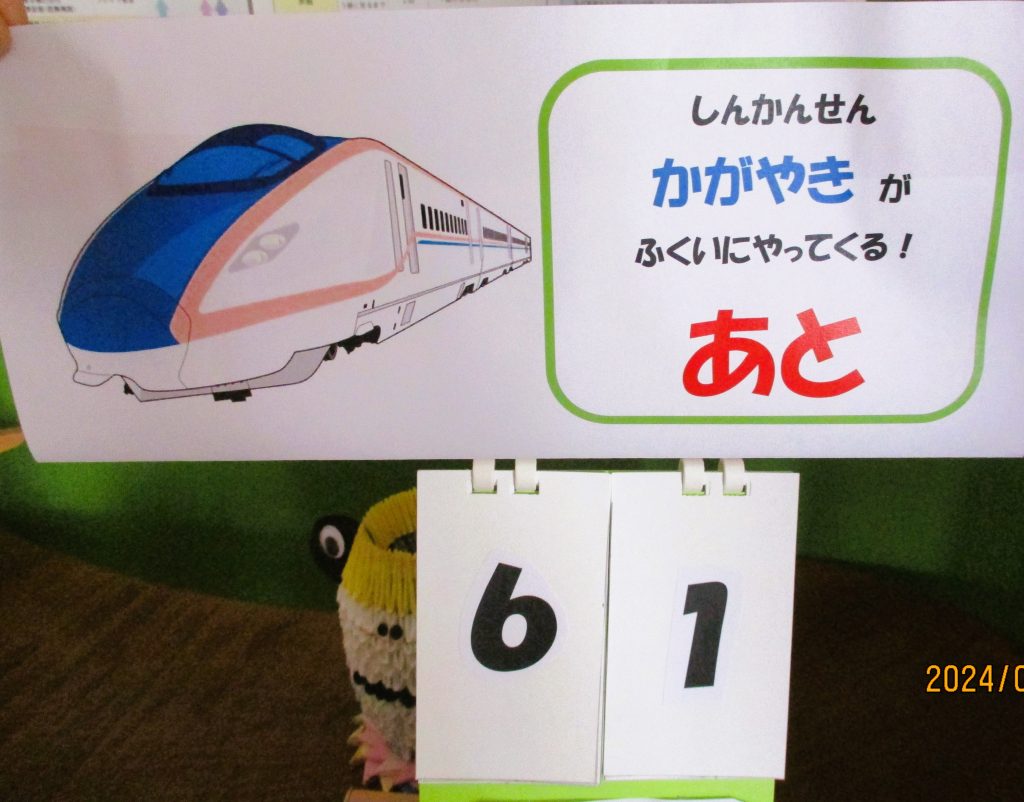 しんかんせん
かがやき が
ふくいにやってくる！
あと
6 1
2024/0